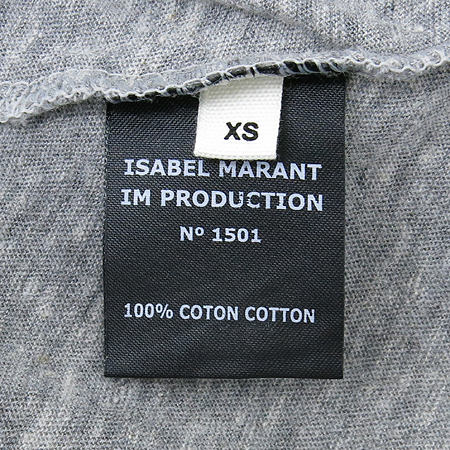 XS
ISABEL MARANT
IM PRODUCTION
Nº 1501
100% COTON COTTON